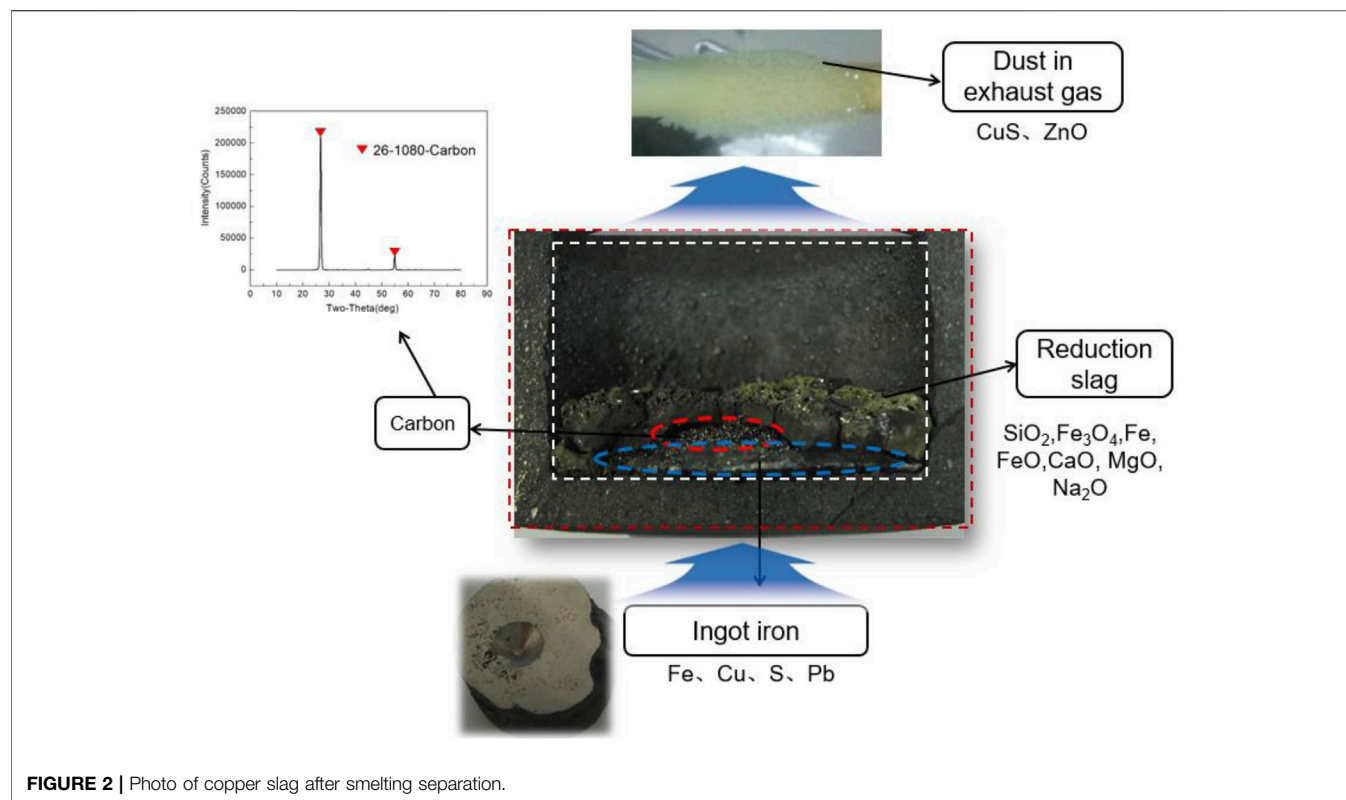 Dust in
exhaust gas
CuS、ZnO
250000
200000
150000
100000
50000
0
Intensity(Counts)
26-1080-Carbon
0 10 20 30 40 50 60 70 80 90
Two-Theta(deg)
Carbon
Reduction
slag
SiO₂,Fe₃O₄,Fe,
FeO,CaO, MgO,
Na₂O
Ingot iron
Fe、Cu、S、Pb
FIGURE 2 | Photo of copper slag after smelting separation.